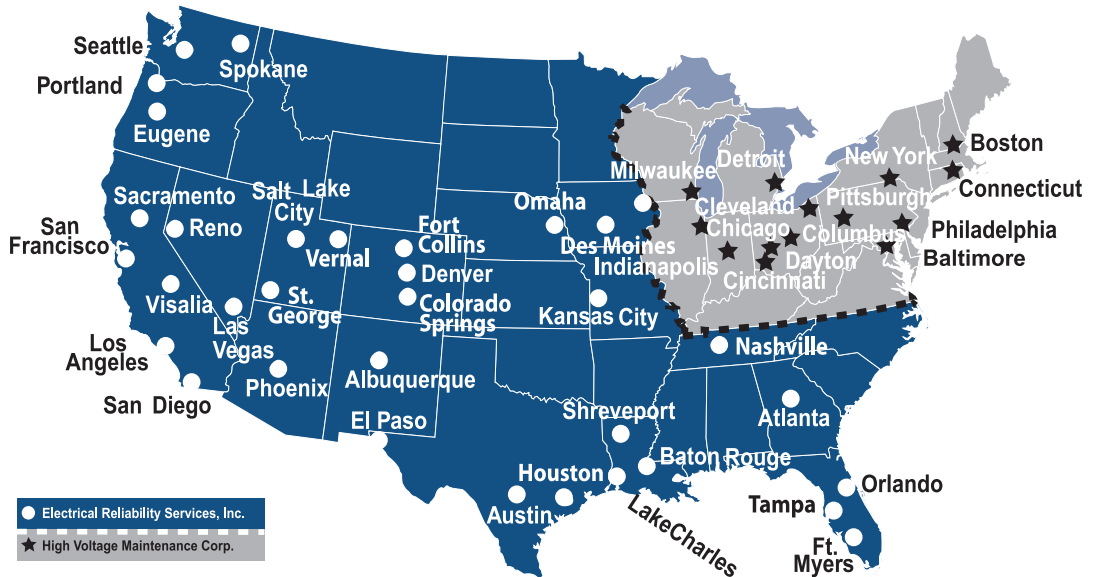 Seattle
Spokane
Portland
Eugene
Sacramento
Salt Lake
City
San
Francisco
Reno
Vernal
Fort
Collins
Denver
Colorado
Springs
Omaha
Des Moines
Kansas City
Visalia
Las
Vegas
St.
George
Los
Angeles
San Diego
Phoenix
Albuquerque
El Paso
Milwaukee
Detroit
New York
Boston
Connecticut
Cleveland
Pittsburgh
Chicago
Columbus
Philadelphia
Indianapolis
Dayton
Baltimore
Cincinnati
Nashville
Shreveport
Atlanta
Baton Rouge
Houston
Austin
LakeCharles
Orlando
Tampa
Ft.
Myers
Electrical Reliability Services, Inc.
High Voltage Maintenance Corp.